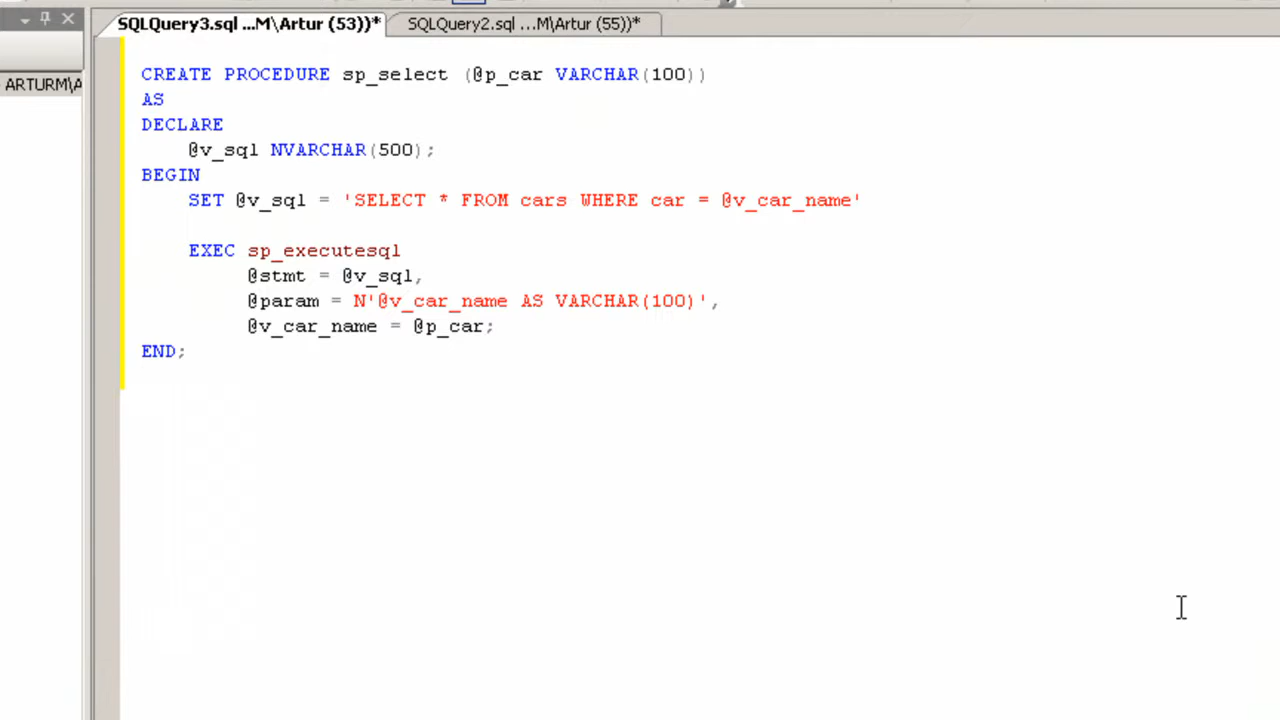 SQLQuery3.sql ...M\Artur (53))* SQLQuery2.sql ...M\Artur (55))*
ARTURM\A
CREATE PROCEDURE sp_select (@p_car VARCHAR(100))
AS
DECLARE
@v_sql NVARCHAR(500);
BEGIN
SET @v_sql = 'SELECT * FROM cars WHERE car = @v_car_name'
EXEC sp_executesql
@stmt = @v_sql,
@param = N'@v_car_name AS VARCHAR(100)',
@v_car_name = @p_car;
END;